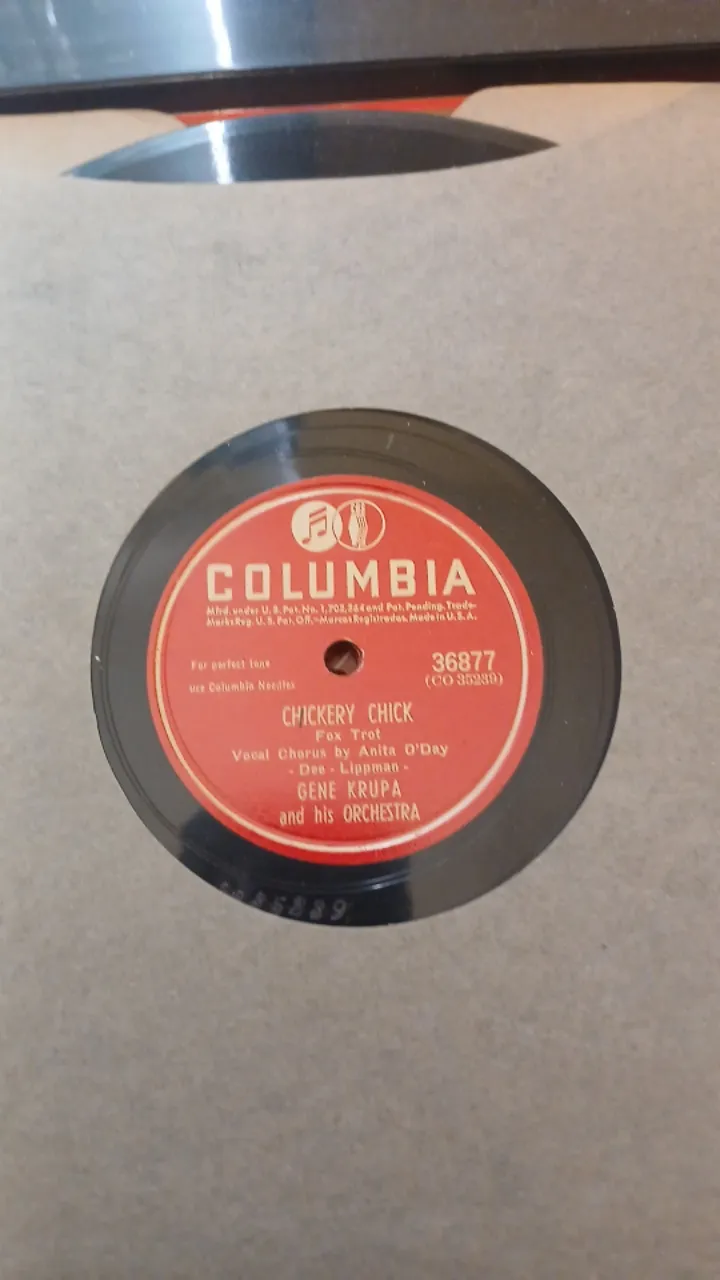 COLUMBIA
Mfrd. under U.S. Pat. No. 1,702,564 and Pat. Pending. Trade-
Marks Reg. U.S. Pat. Off.-Marcas Registradas. Made in U.S.A.
For perfect tone
use Columbia Needles
36877
(CO 35239)
CHICKERY CHICK
Fox Trot
Vocal Chorus by Anita O'Day
- Dee - Lippman -
GENE KRUPA
and his ORCHESTRA